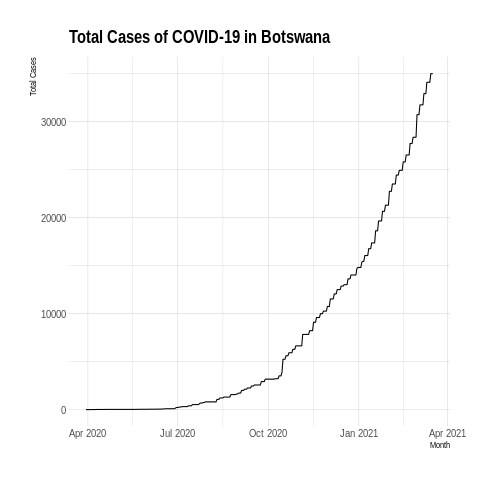 Total Cases of COVID-19 in Botswana
Total Cases
30000
20000
10000
0
Apr 2020 Jul 2020 Oct 2020 Jan 2021 Apr 2021
Month